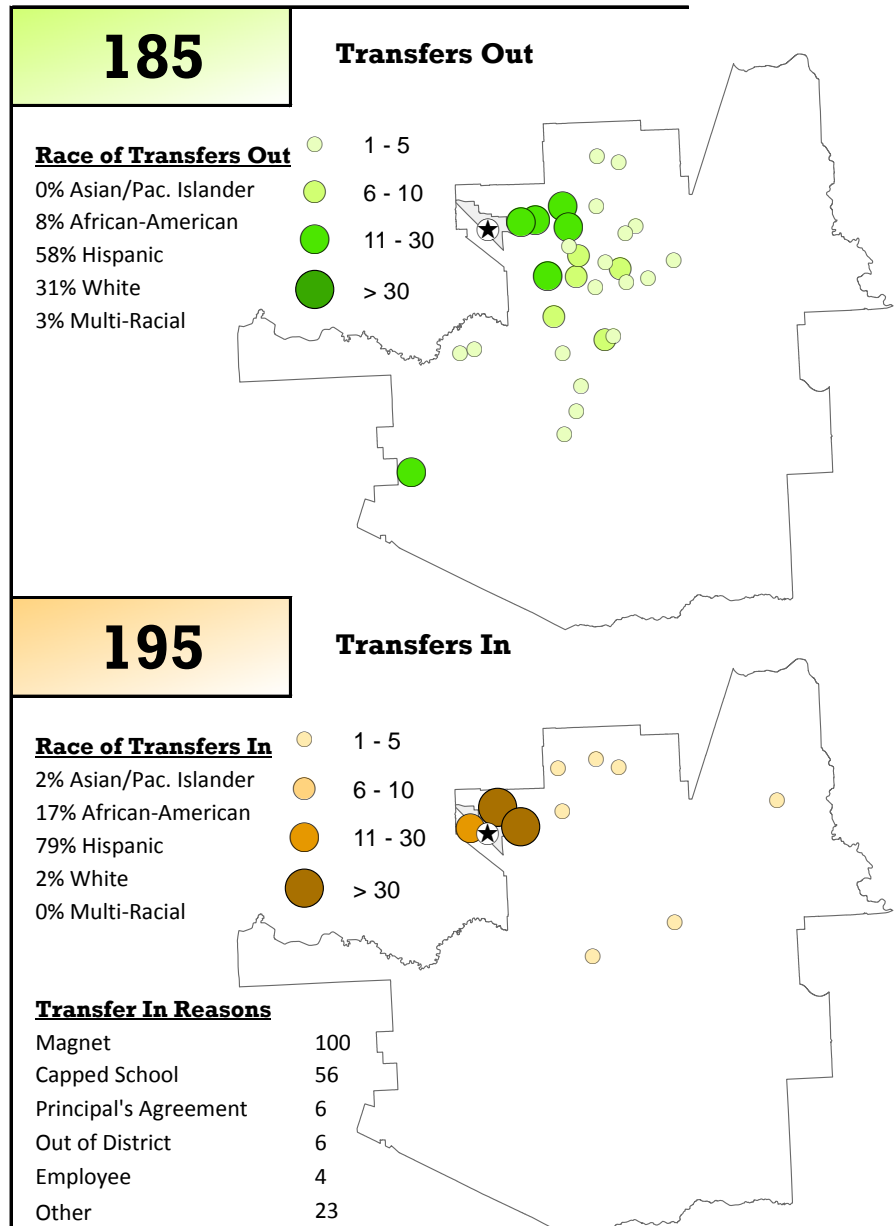 185
Transfers Out
Race of Transfers Out
0% Asian/Pac. Islander
8% African-American
58% Hispanic
31% White
3% Multi-Racial
1 - 5
6 - 10
11 - 30
> 30
195
Transfers In
Race of Transfers In
2% Asian/Pac. Islander
17% African-American
79% Hispanic
2% White
0% Multi-Racial
1 - 5
6 - 10
11 - 30
> 30
Transfer In Reasons
Magnet 100
Capped School 56
Principal's Agreement 6
Out of District 6
Employee 4
Other 23